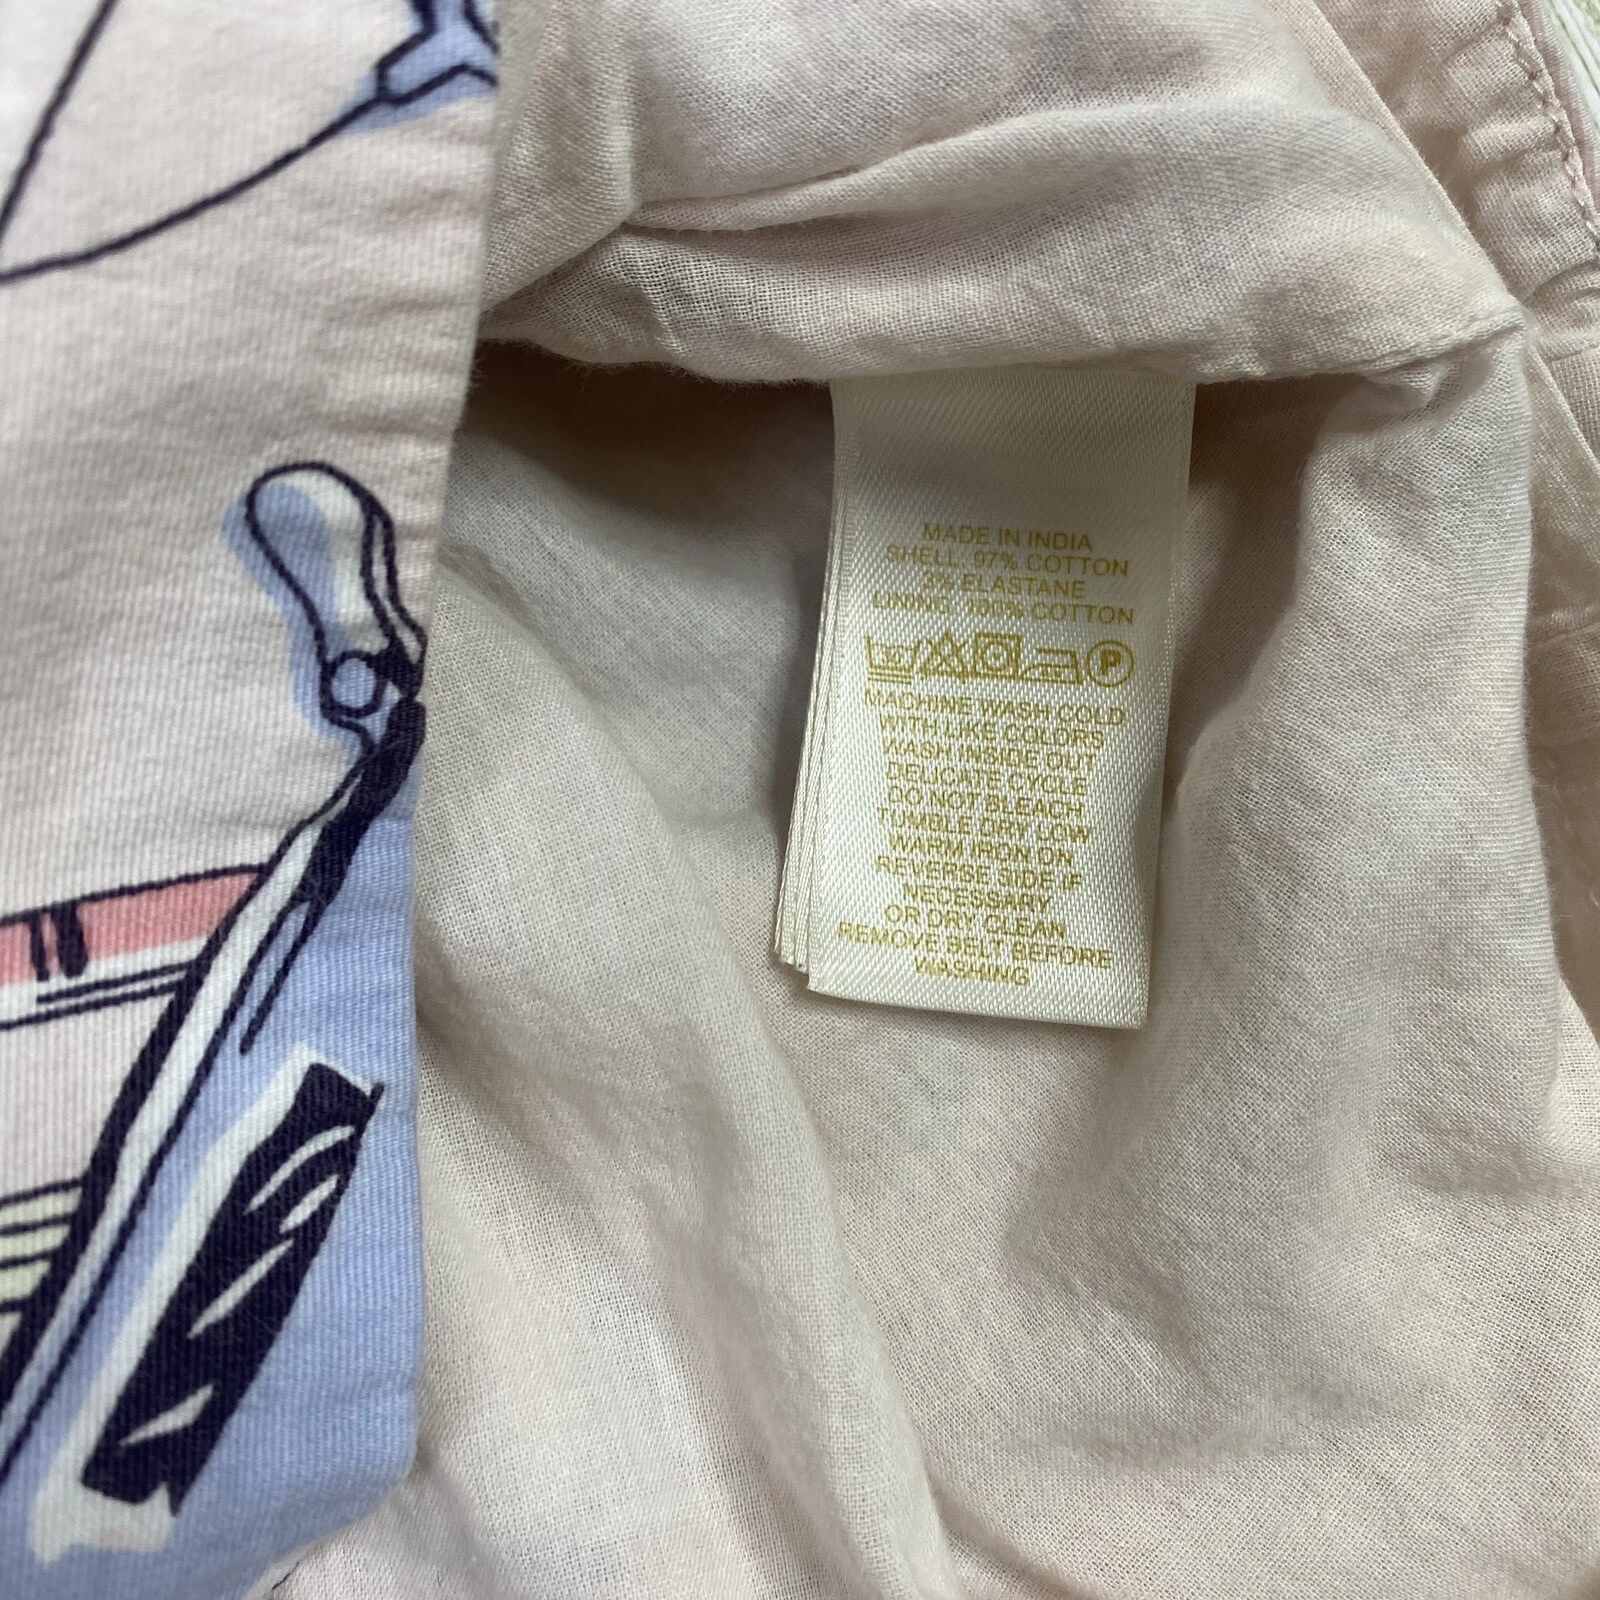 MADE IN INDIA
SHELL: 97% COTTON
3% ELASTANE
LINING: 100% COTTON
P
MACHINE WASH COLD
WITH LIKE COLORS
WASH INSIDE OUT
DELICATE CYCLE
DO NOT BLEACH
TUMBLE DRY LOW
WARM IRON ON
REVERSE SIDE IF
NECESSARY
OR DRY CLEAN
REMOVE BELT BEFORE
WASHING